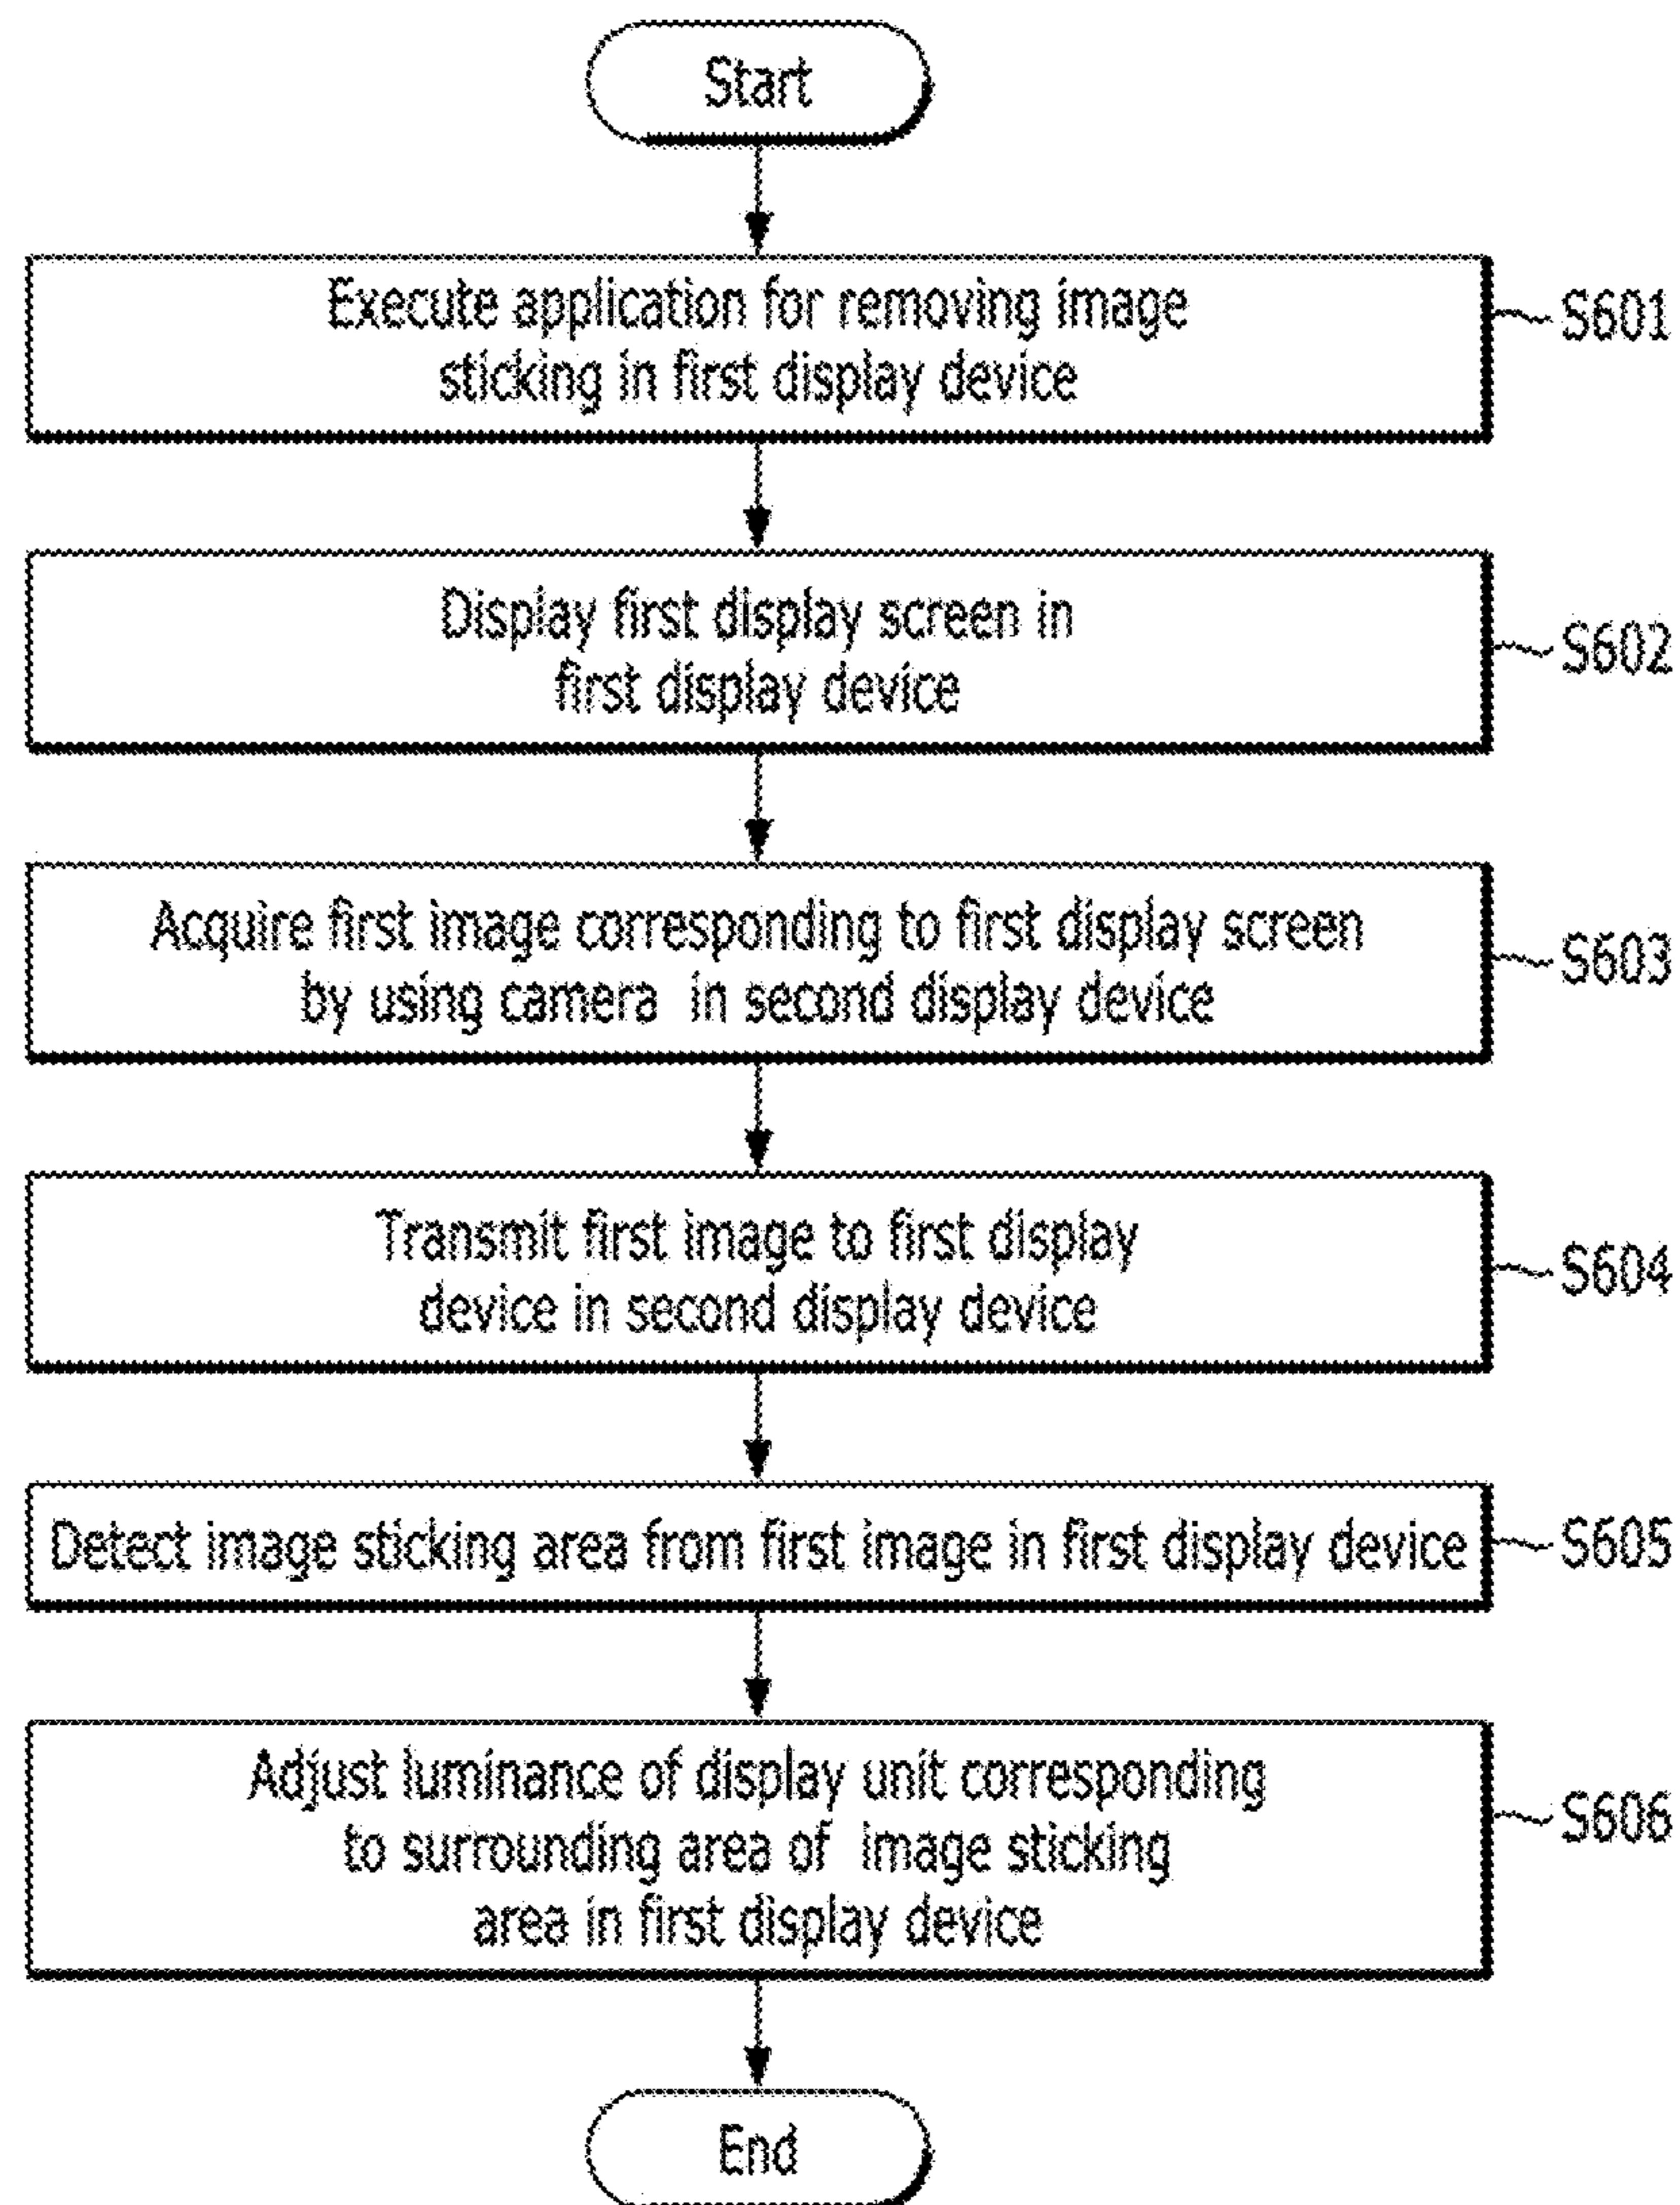 Start
Execute application for removing image
sticking in first display device
S601
Display first display screen in
first display device
S602
Acquire first image corresponding to first display screen
by using camera in second display device
S603
Transmit first image to first display
device in second display device
S604
Detect image sticking area from first image in first display device
S605
Adjust luminance of display unit corresponding
to surrounding area of image sticking
area in first display device
S606
End